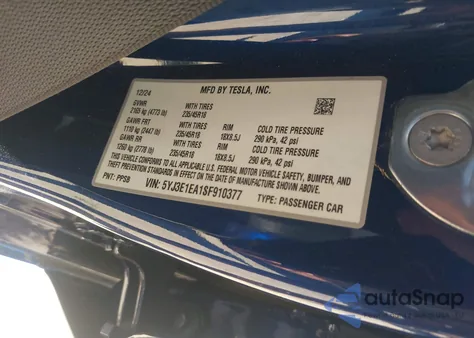 12/24 MFD BY TESLA, INC.
GVWR WITH TIRES
2165 kg (4773 lb) 235/45R18
GAWR FRT WITH TIRES RIM COLD TIRE PRESSURE
1110 kg (2447 lb) 235/45R18 18X8.5J 290 kPa, 42 psi
GAWR RR WITH TIRES RIM COLD TIRE PRESSURE
1260 kg (2778 lb) 235/45R18 18X8.5J 290 kPa, 42 psi
THIS VEHICLE CONFORMS TO ALL APPLICABLE FEDERAL MOTOR VEHICLE SAFETY, BUMPER, AND
THEFT PREVENTION STANDARDS IN EFFECT ON THE DATE OF MANUFACTURE SHOWN ABOVE.
PNT: PPSB VIN: 5YJ3E1EA1SF910377 TYPE: PASSENGER CAR
autoSnap